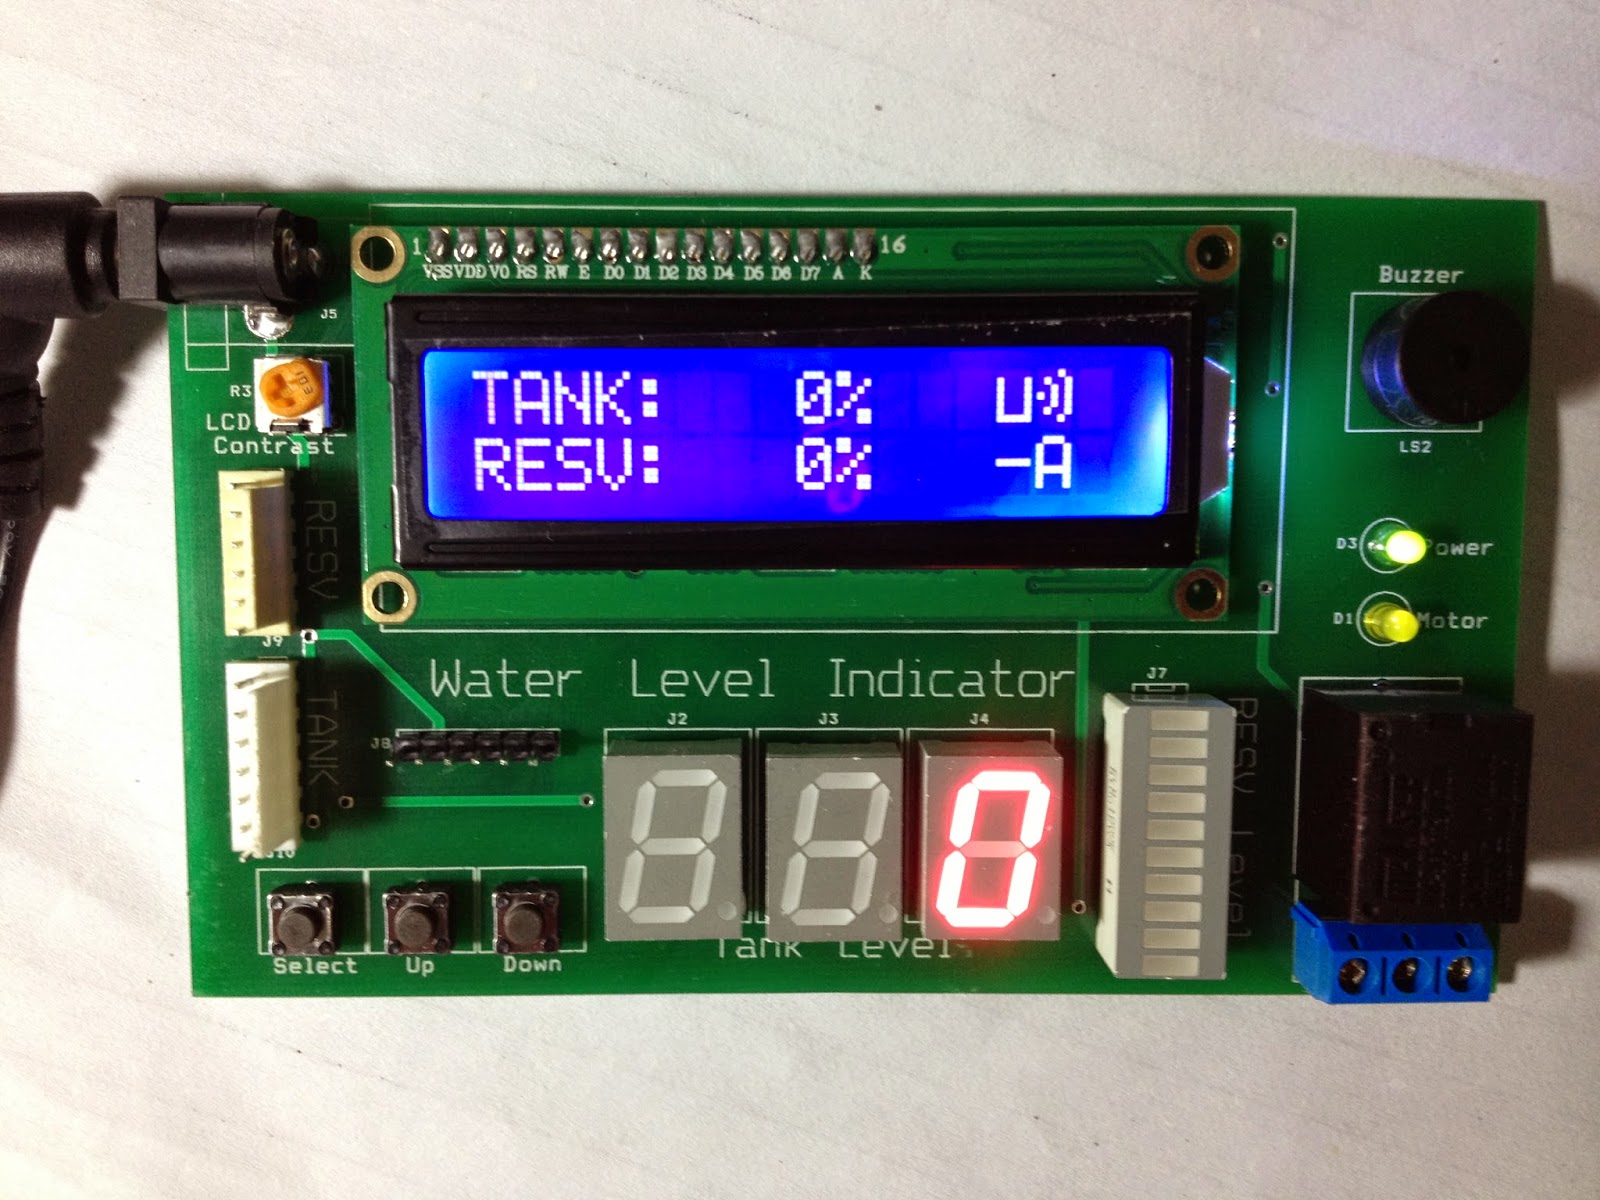 1 16
VSS VDD V0 RS RW E D0 D1 D2 D3 D4 D5 D6 D7 A K
J5
R3
LCD
Contrast
TANK: 0%
RESV: 0% -A
Buzzer
LS2
D3 Power
D1 Motor
RESV
J9
TANK
J10
J8
Water Level Indicator
J2 J3 J4
0
Tank Level
J7
RESV Level
Select Up Down